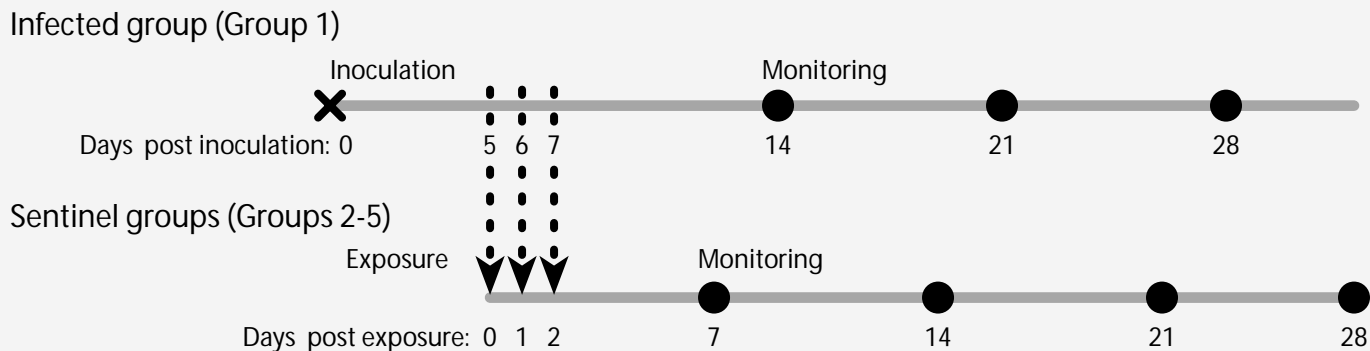 Infected group (Group 1)
Inoculation Monitoring
Days post inoculation: 0 5 6 7 14 21 28
Sentinel groups (Groups 2-5)
Exposure Monitoring
Days post exposure: 0 1 2 7 14 21 28